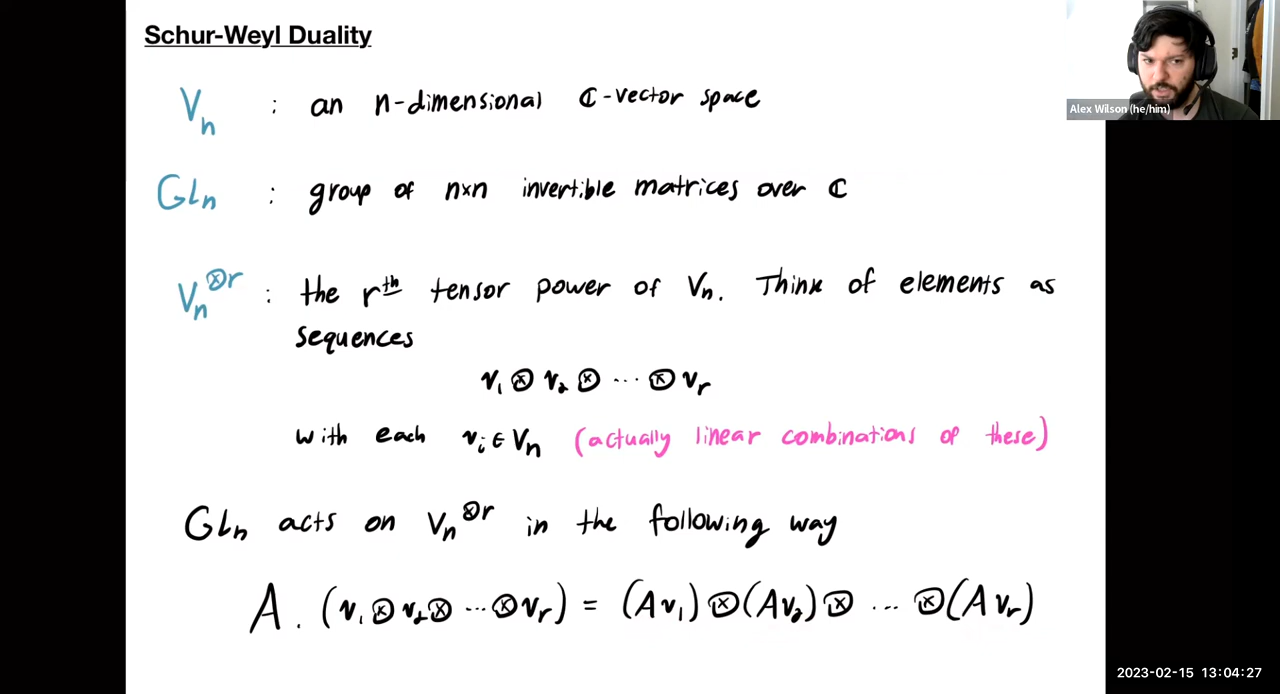 Schur-Weyl Duality
Alex Wilson (he/him)
Vₙ : an n-dimensional ℂ-vector space
GLₙ : group of n×n invertible matrices over ℂ
Vₙ^⊗r : the rᵗʰ tensor power of Vₙ. Think of elements as
sequences
v₁ ⊗ v₂ ⊗ ··· ⊗ vᵣ
with each vᵢ ∈ Vₙ (actually linear combinations of these)
GLₙ acts on Vₙ^⊗r in the following way
A . (v₁ ⊗ v₂ ⊗ ··· ⊗ vᵣ) = (Av₁) ⊗ (Av₂) ⊗ ... ⊗ (Avᵣ)
2023-02-15 13:04:27